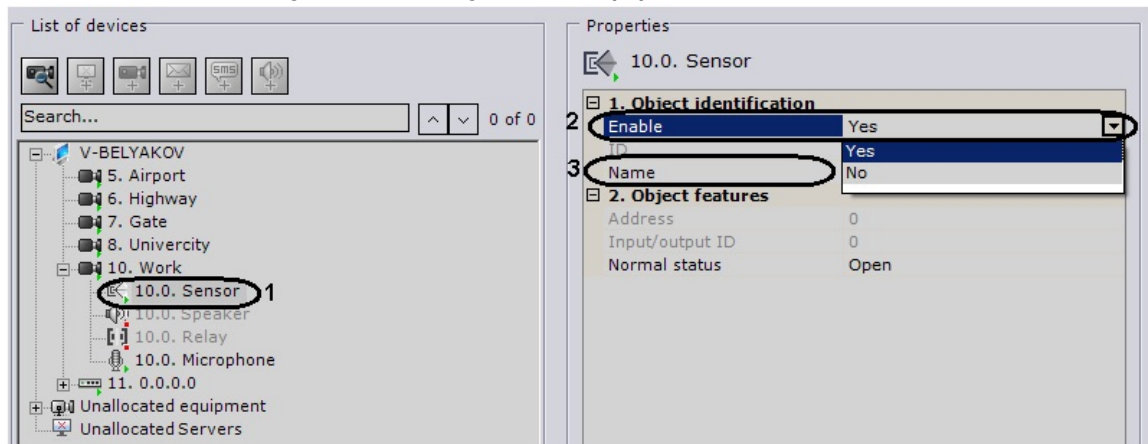 List of devices
SMS
Search...
0 of 0
V-BELYAKOV
5. Airport
6. Highway
7. Gate
8. Univercity
10. Work
10.0. Sensor
1
10.0. Speaker
10.0. Relay
10.0. Microphone
11. 0.0.0.0
Unallocated equipment
Unallocated Servers
Properties
10.0. Sensor
1. Object identification
2
Enable Yes
ID Yes
3
Name No
2. Object features
Address 0
Input/output ID 0
Normal status Open